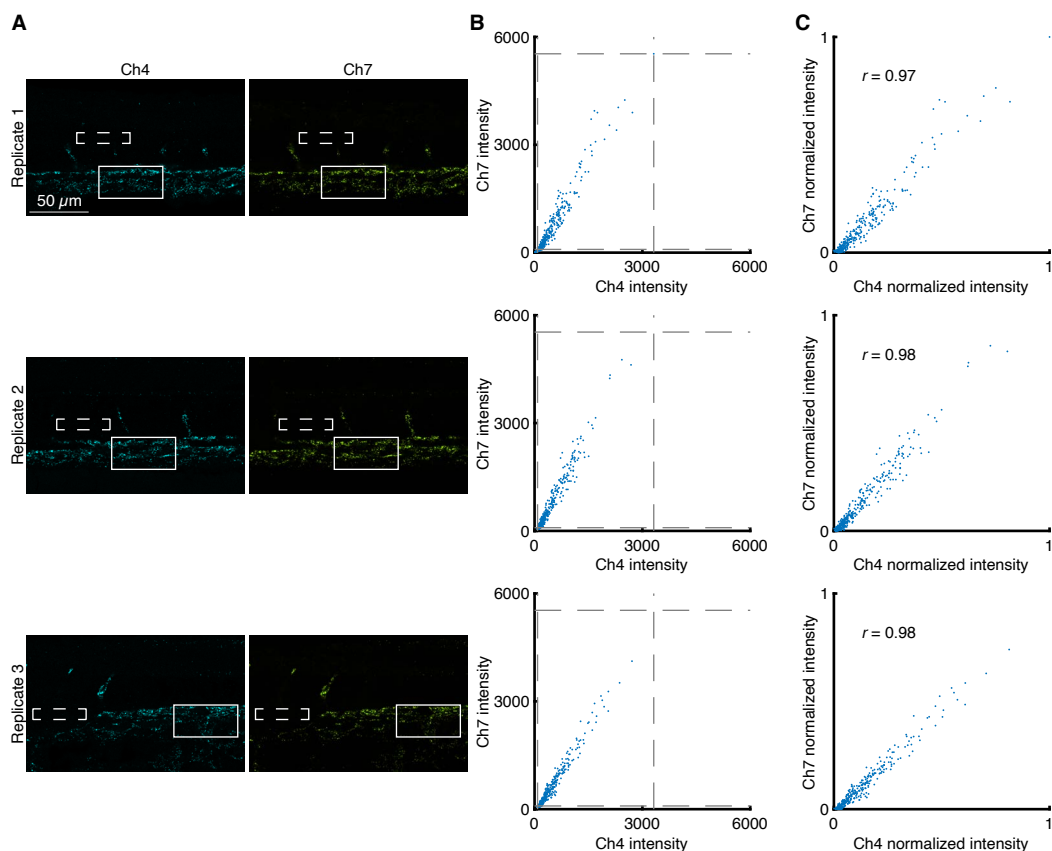 A
B
C
Ch4
Ch7
Replicate 1
50 µm
6000
3000
0
0
3000
6000
Ch7 intensity
Ch4 intensity
1
0
0
1
r = 0.97
Ch7 normalized intensity
Ch4 normalized intensity
Replicate 2
6000
3000
0
0
3000
6000
Ch7 intensity
Ch4 intensity
1
0
0
1
r = 0.98
Ch7 normalized intensity
Ch4 normalized intensity
Replicate 3
6000
3000
0
0
3000
6000
Ch7 intensity
Ch4 intensity
1
0
0
1
r = 0.98
Ch7 normalized intensity
Ch4 normalized intensity